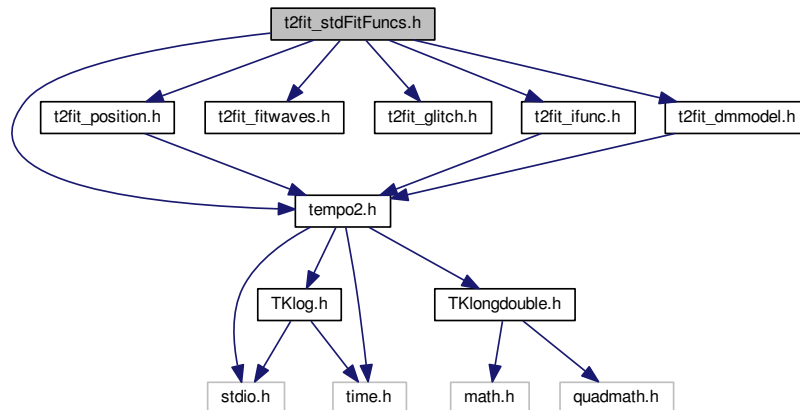 t2fit_stdFitFuncs.h
t2fit_position.h
t2fit_fitwaves.h
t2fit_glitch.h
t2fit_ifunc.h
t2fit_dmmodel.h
tempo2.h
TKlog.h
TKlongdouble.h
stdio.h
time.h
math.h
quadmath.h